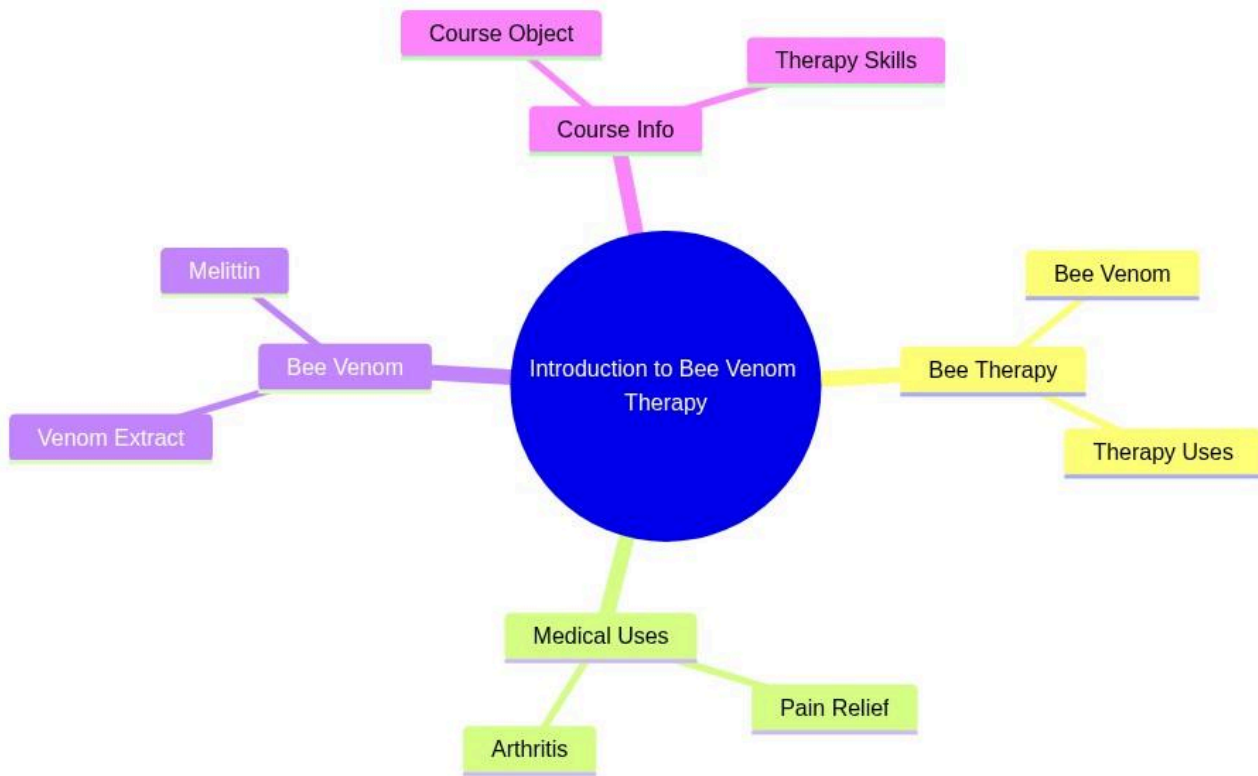 Course Object
Therapy Skills
Course Info
Melittin
Bee Venom
Bee Venom
Venom Extract
Introduction to Bee Venom
Therapy
Bee Therapy
Therapy Uses
Medical Uses
Pain Relief
Arthritis